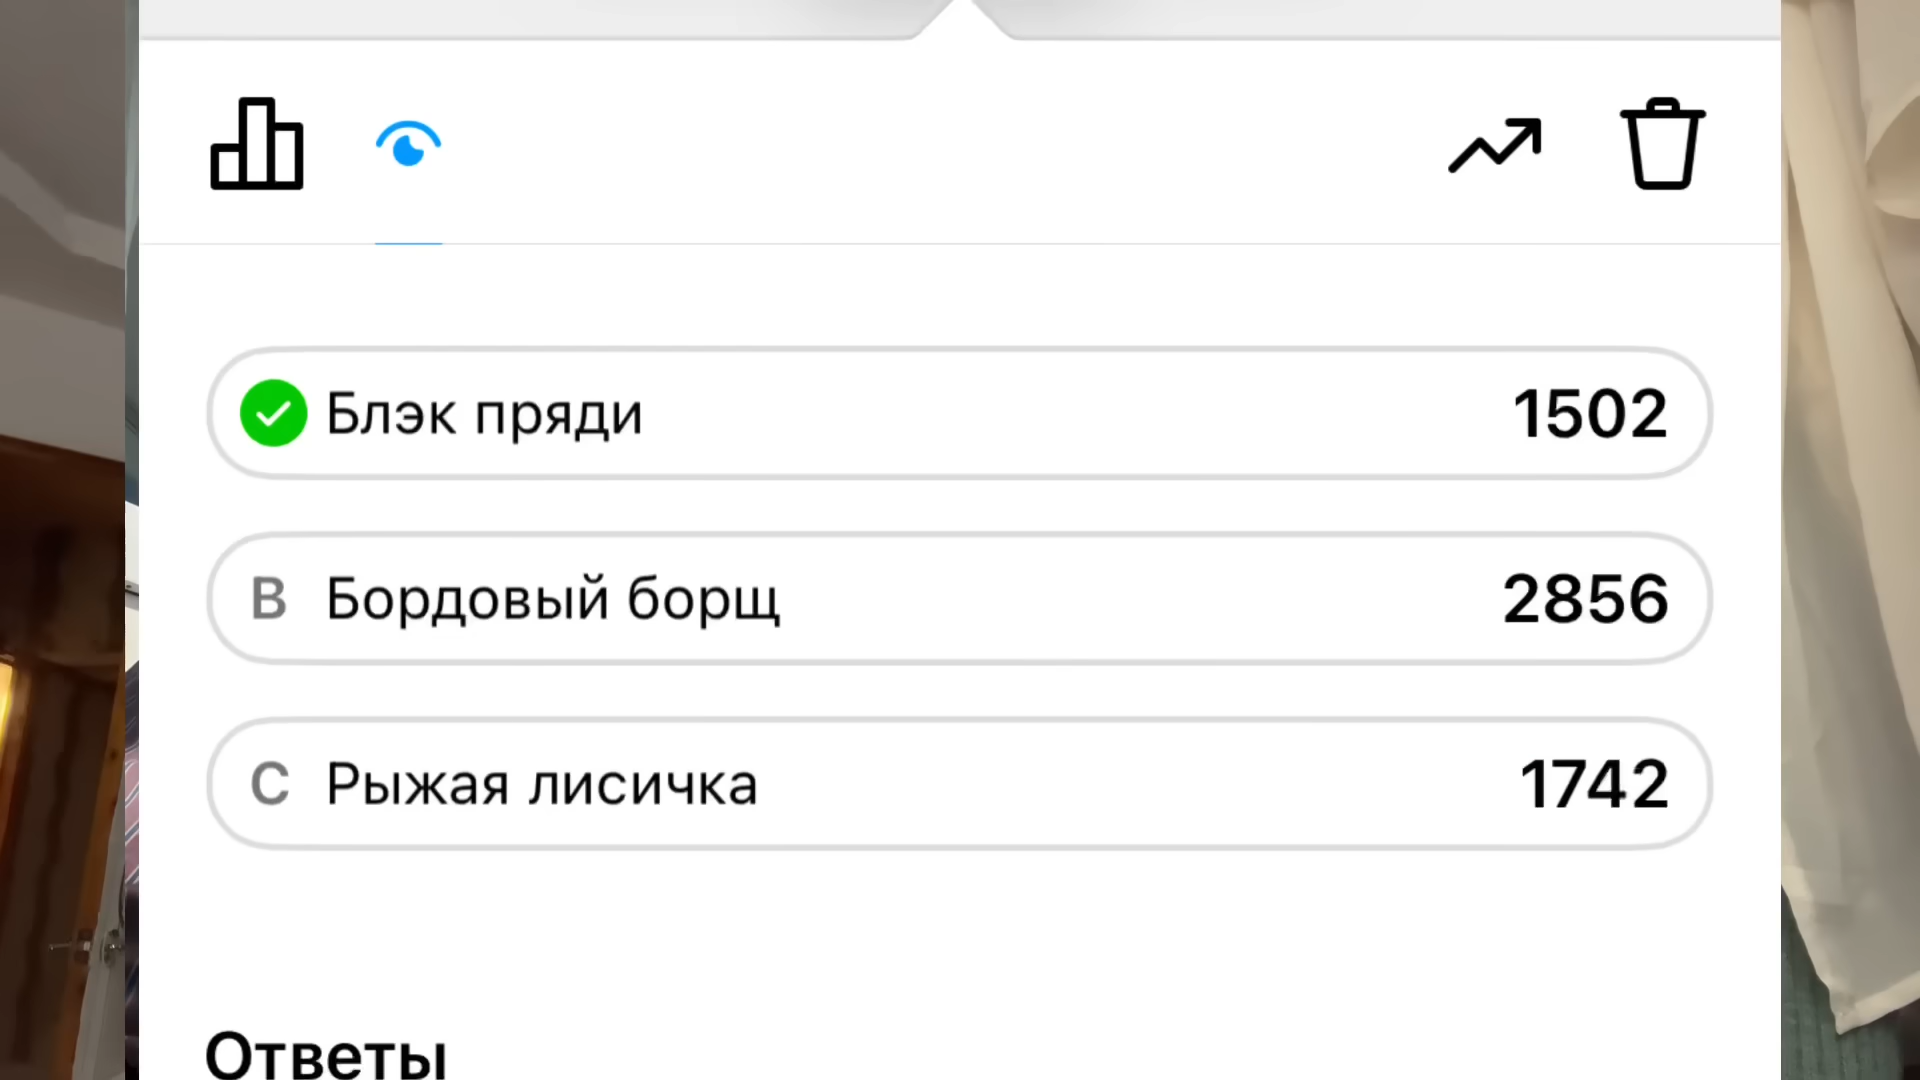 Блэк пряди 1502
B Бордовый борщ 2856
C Рыжая лисичка 1742
Ответы